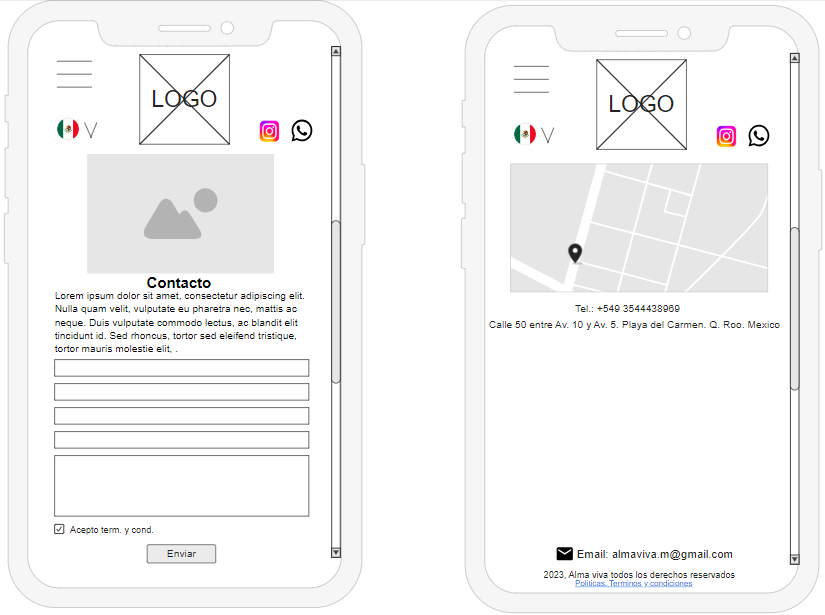 LOGO
Contacto
Lorem ipsum dolor sit amet, consectetur adipiscing elit.
Nulla quam velit, vulputate eu pharetra nec, mattis ac
neque. Duis vulputate commodo lectus, ac blandit elit
tincidunt id. Sed rhoncus, tortor sed eleifend tristique,
tortor mauris molestie elit, .
Acepto term. y cond.
Enviar
LOGO
Tel.: +549 3544438969
Calle 50 entre Av. 10 y Av. 5. Playa del Carmen. Q. Roo. Mexico
Email: almaviva.m@gmail.com
2023, Alma viva todos los derechos reservados
Politicas, Terminos y condiciones